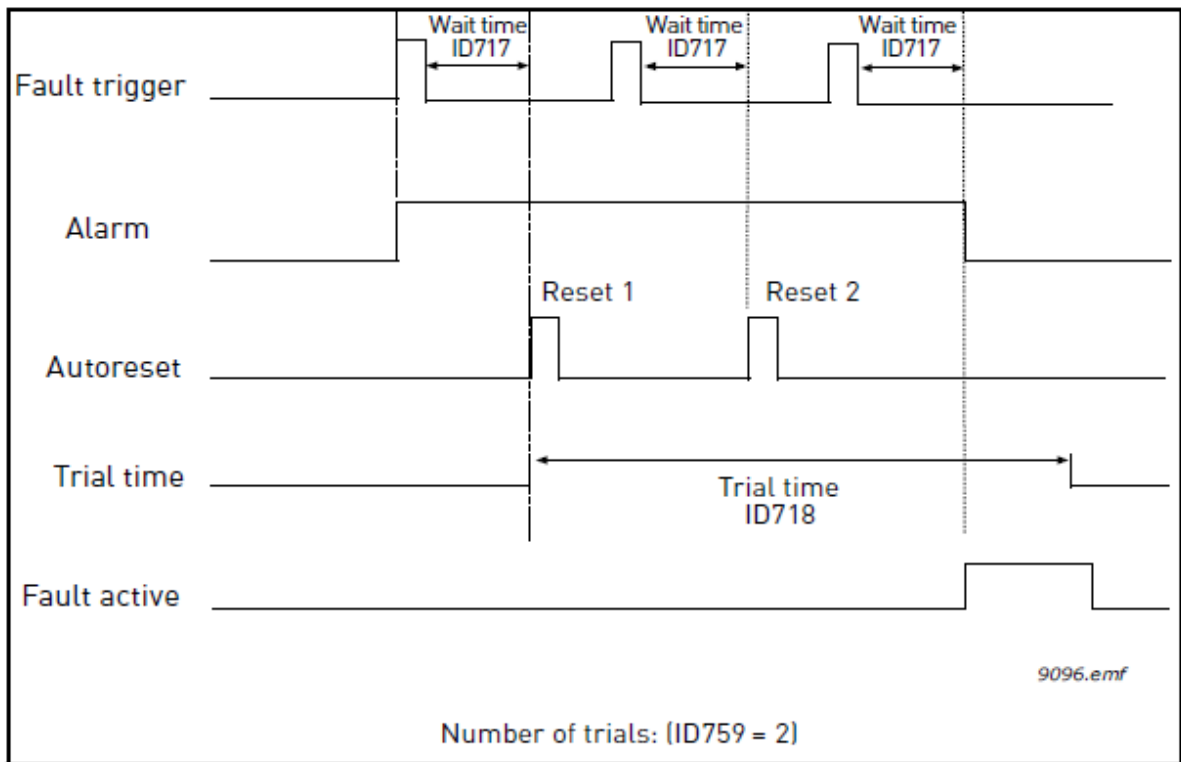 Wait time
ID717
Wait time
ID717
Wait time
ID717
Fault trigger
Alarm
Reset 1
Reset 2
Autoreset
Trial time
Trial time
ID718
Fault active
9096.emf
Number of trials: (ID759 = 2)